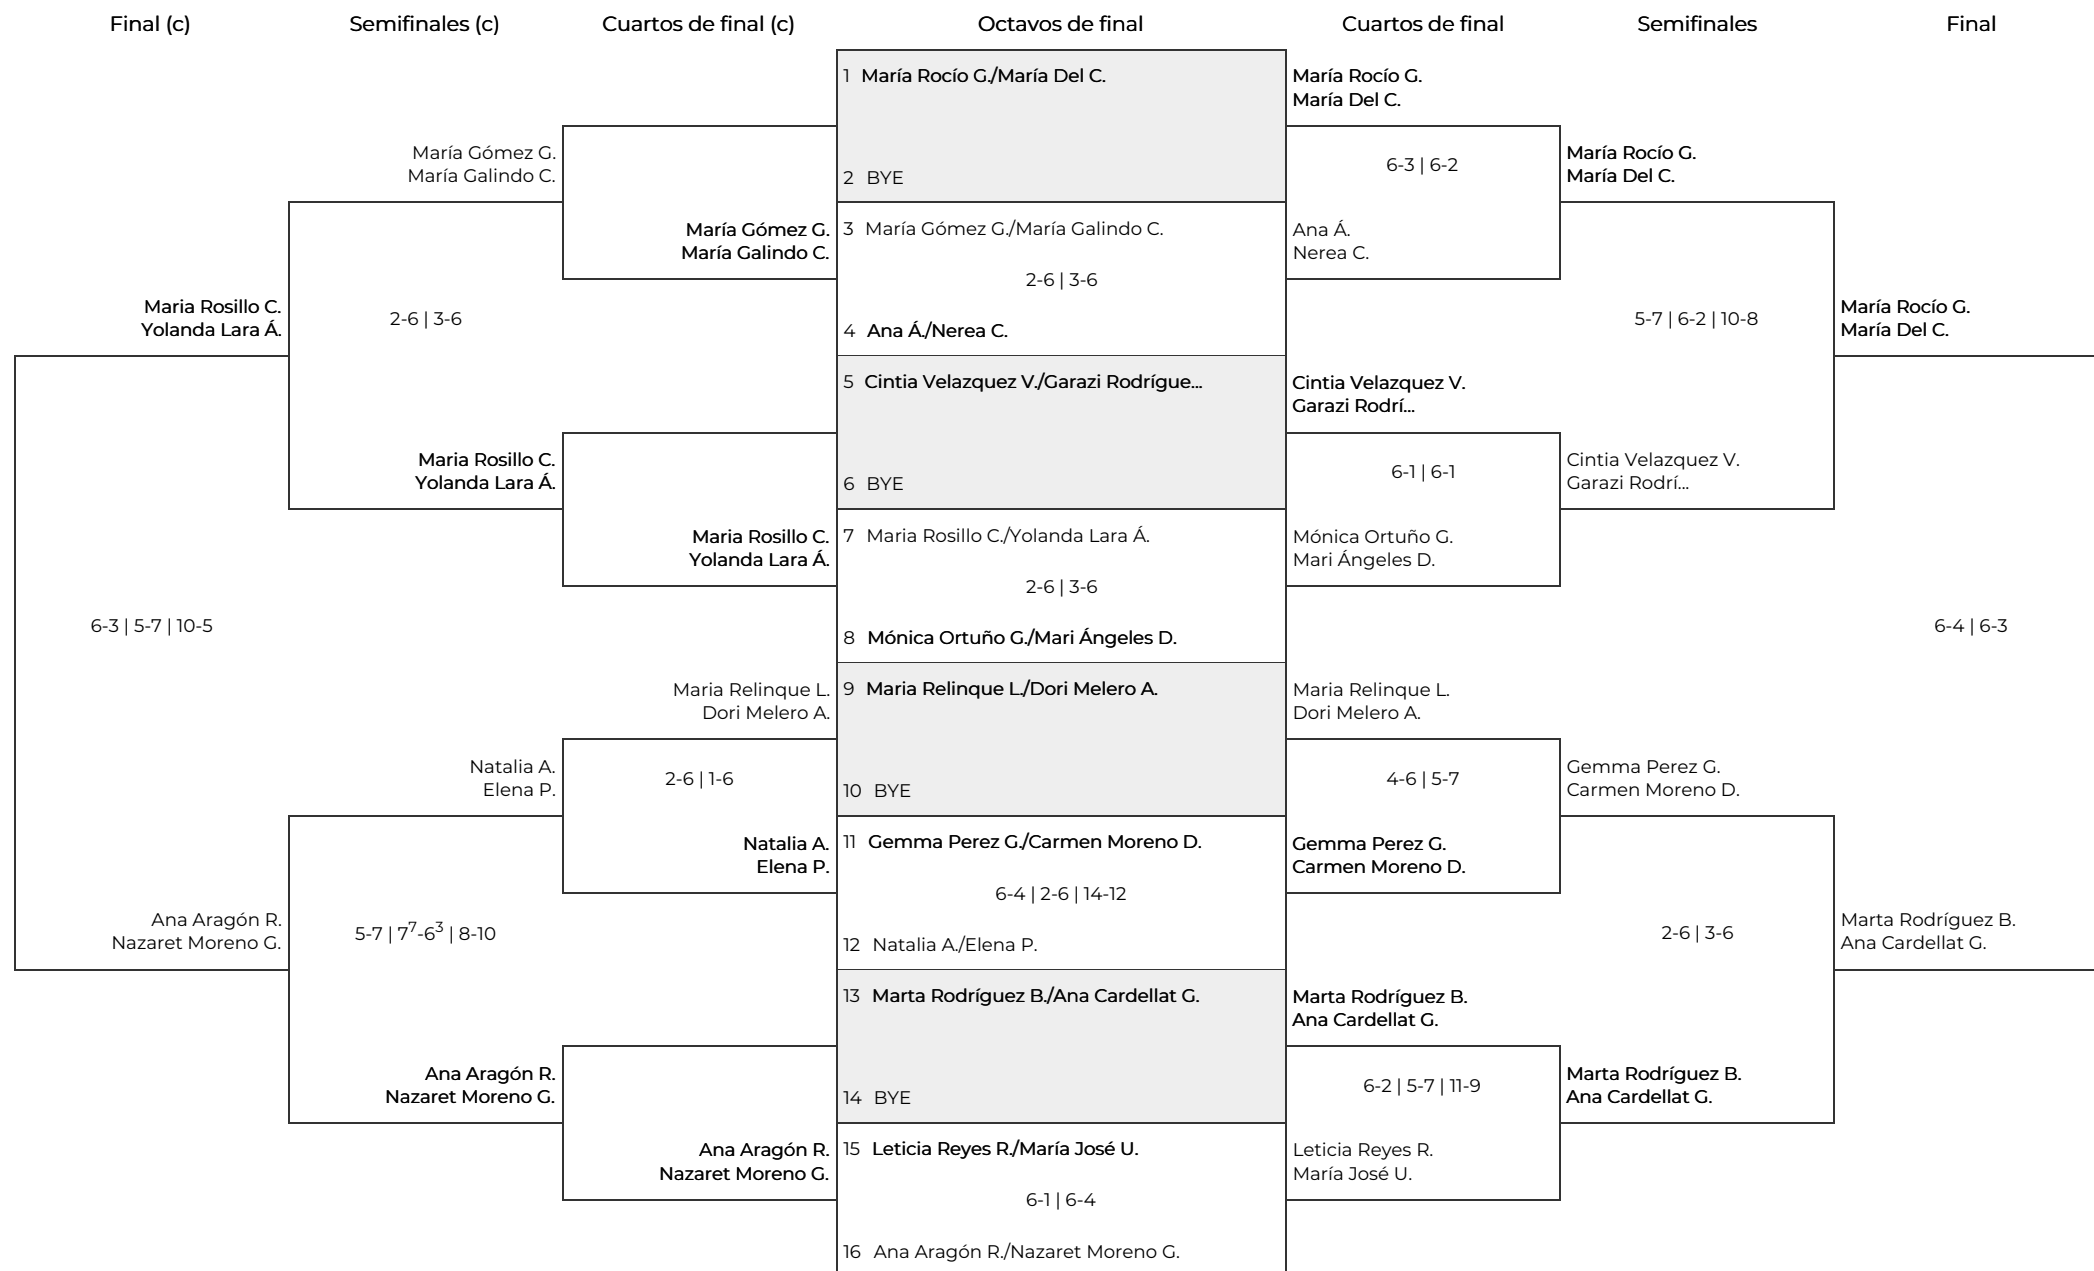 Final (c)
Semifinales (c)
Cuartos de final (c)
Octavos de final
Cuartos de final
Semifinales
Final
Maria Rosillo C.
Yolanda Lara Á.
6-3 | 5-7 | 10-5
Ana Aragón R.
Nazaret Moreno G.
María Gómez G.
María Galindo C.
2-6 | 3-6
Maria Rosillo C.
Yolanda Lara Á.
Natalia A.
Elena P.
5-7 | 7⁷-6³ | 8-10
Ana Aragón R.
Nazaret Moreno G.
María Gómez G.
María Galindo C.
Maria Rosillo C.
Yolanda Lara Á.
Maria Relinque L.
Dori Melero A.
2-6 | 1-6
Natalia A.
Elena P.
Ana Aragón R.
Nazaret Moreno G.
1 María Rocío G./María Del C.
2 BYE
3 María Gómez G./María Galindo C.
2-6 | 3-6
4 Ana Á./Nerea C.
5 Cintia Velazquez V./Garazi Rodrígue...
6 BYE
7 Maria Rosillo C./Yolanda Lara Á.
2-6 | 3-6
8 Mónica Ortuño G./Mari Ángeles D.
9 Maria Relinque L./Dori Melero A.
10 BYE
11 Gemma Perez G./Carmen Moreno D.
6-4 | 2-6 | 14-12
12 Natalia A./Elena P.
13 Marta Rodríguez B./Ana Cardellat G.
14 BYE
15 Leticia Reyes R./María José U.
6-1 | 6-4
16 Ana Aragón R./Nazaret Moreno G.
María Rocío G.
María Del C.
6-3 | 6-2
Ana Á.
Nerea C.
Cintia Velazquez V.
Garazi Rodrí...
6-1 | 6-1
Mónica Ortuño G.
Mari Ángeles D.
Maria Relinque L.
Dori Melero A.
4-6 | 5-7
Gemma Perez G.
Carmen Moreno D.
Marta Rodríguez B.
Ana Cardellat G.
6-2 | 5-7 | 11-9
Leticia Reyes R.
María José U.
María Rocío G.
María Del C.
5-7 | 6-2 | 10-8
Cintia Velazquez V.
Garazi Rodrí...
Gemma Perez G.
Carmen Moreno D.
2-6 | 3-6
Marta Rodríguez B.
Ana Cardellat G.
María Rocío G.
María Del C.
6-4 | 6-3
Marta Rodríguez B.
Ana Cardellat G.